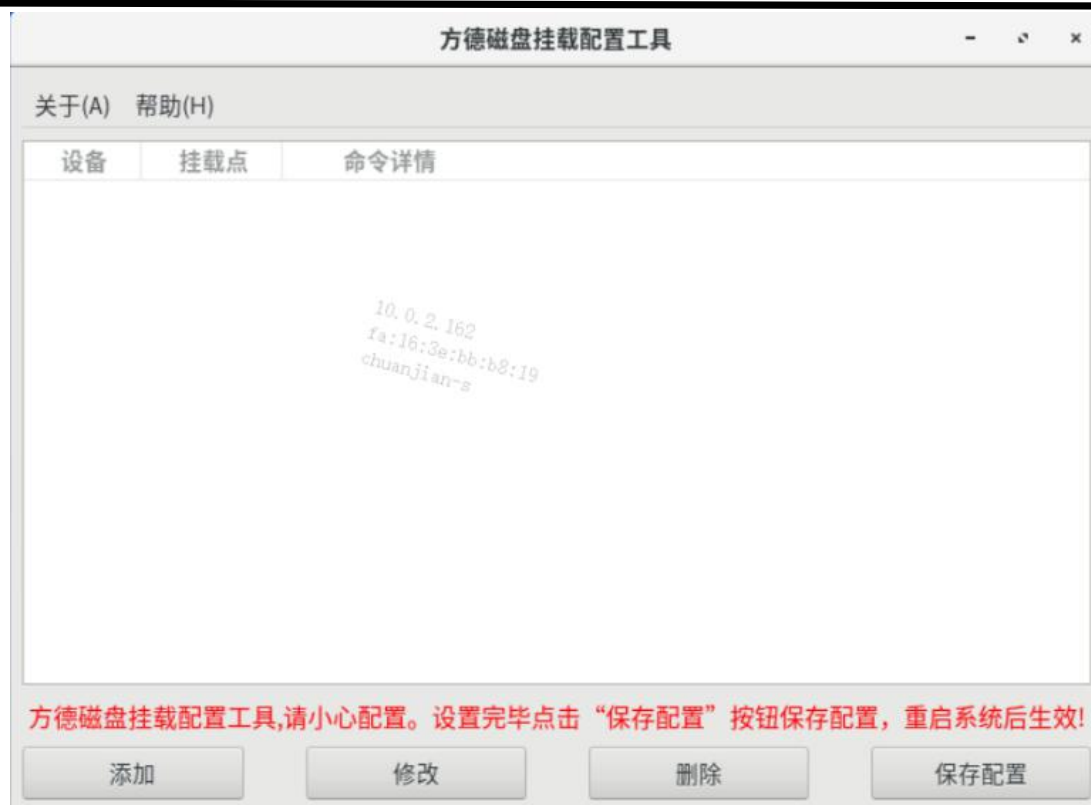 方德磁盘挂载配置工具
关于(A) 帮助(H)
设备 挂载点 命令详情
10.0.2.162
fa:16:3e:bb:b8:19
chuanjian-s
方德磁盘挂载配置工具,请小心配置。设置完毕点击“保存配置”按钮保存配置，重启系统后生效!
添加 修改 删除 保存配置